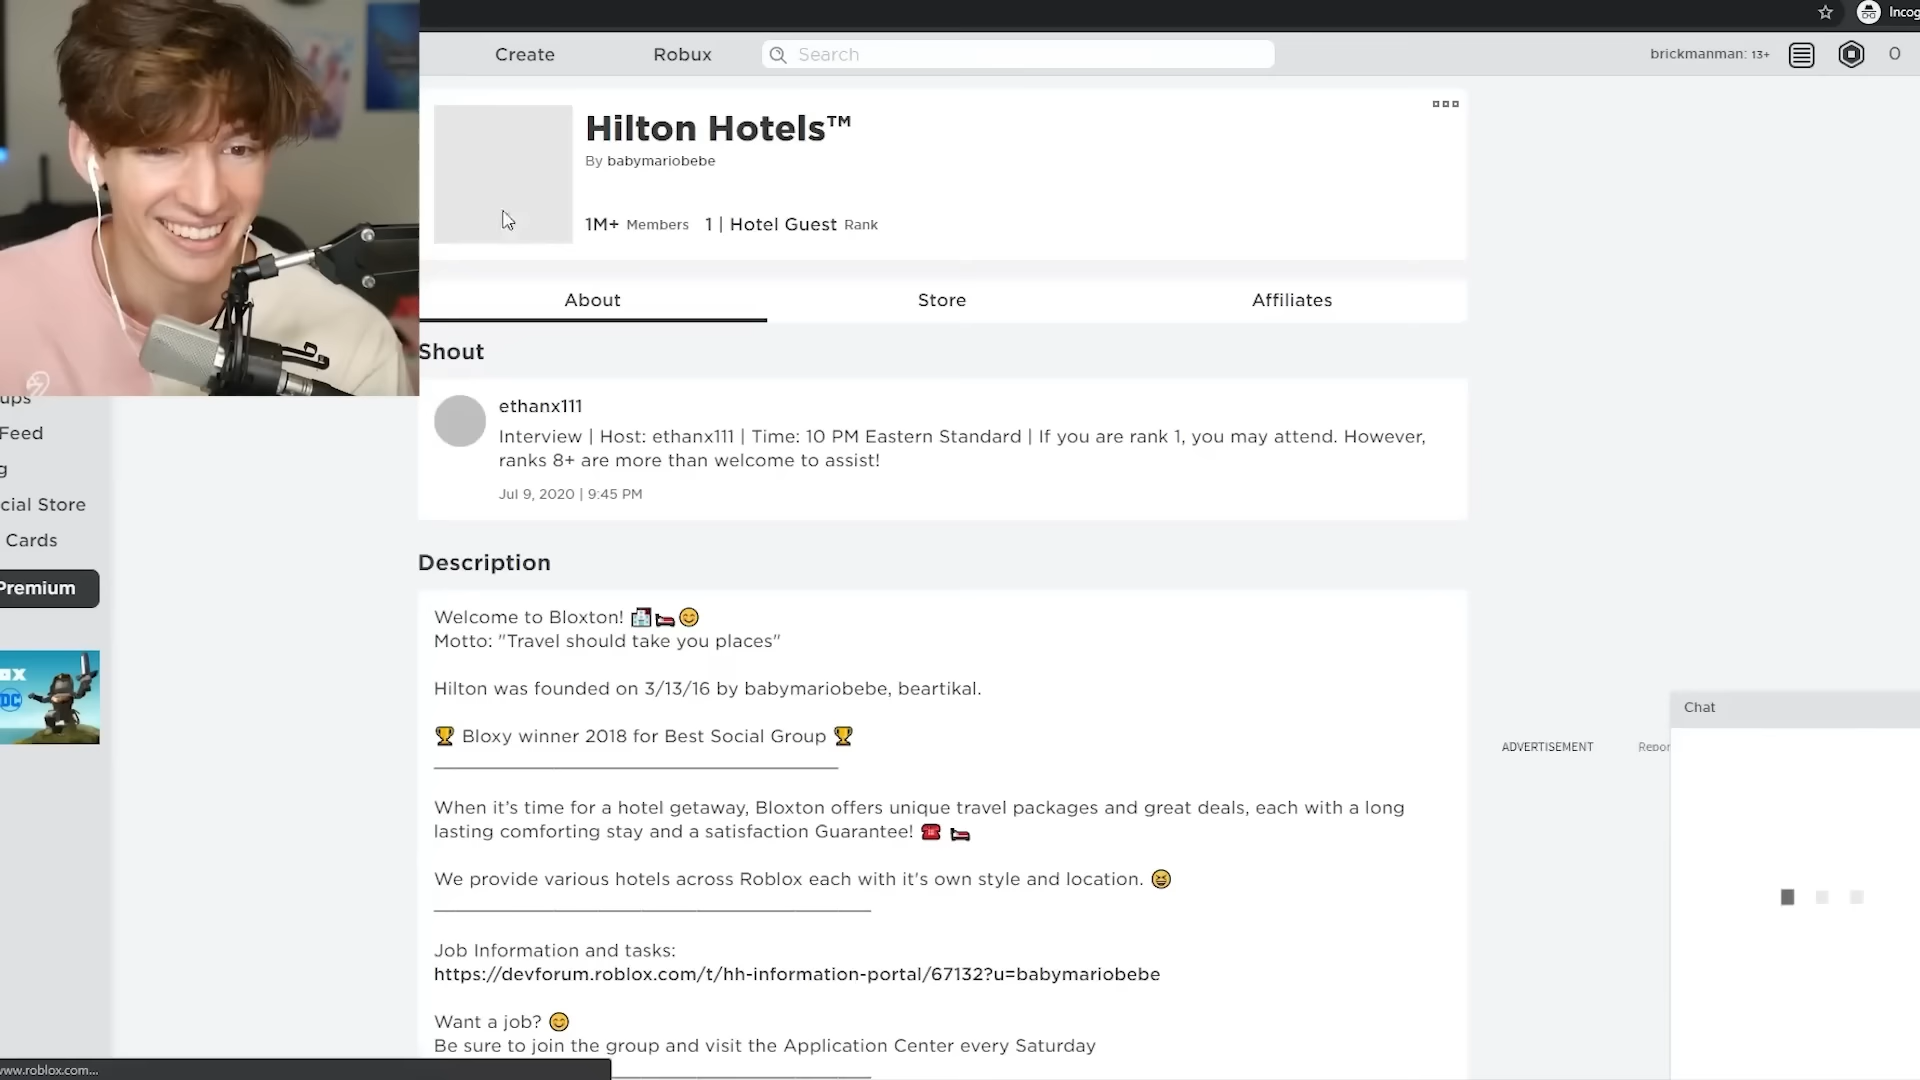 Incog
Create
Robux
Search
brickmanman: 13+
0
Hilton Hotels™
By babymariobebe
1M+ Members 1 | Hotel Guest Rank
About
Store
Affiliates
Shout
ethanx111
Interview | Host: ethanx111 | Time: 10 PM Eastern Standard | If you are rank 1, you may attend. However,
ranks 8+ are more than welcome to assist!
Jul 9, 2020 | 9:45 PM
ups
Feed
g
cial Store
Cards
Premium
OX
DC
Description
Welcome to Bloxton! 🏨🛏️😊
Motto: "Travel should take you places"
Hilton was founded on 3/13/16 by babymariobebe, beartikal.
🏆 Bloxy winner 2018 for Best Social Group 🏆
When it’s time for a hotel getaway, Bloxton offers unique travel packages and great deals, each with a long
lasting comforting stay and a satisfaction Guarantee! ☎️ 🛏️
We provide various hotels across Roblox each with it's own style and location. 😆
Job Information and tasks:
https://devforum.roblox.com/t/hh-information-portal/67132?u=babymariobebe
Want a job? 😊
Be sure to join the group and visit the Application Center every Saturday
ADVERTISEMENT
Repor
Chat
www.roblox.com...